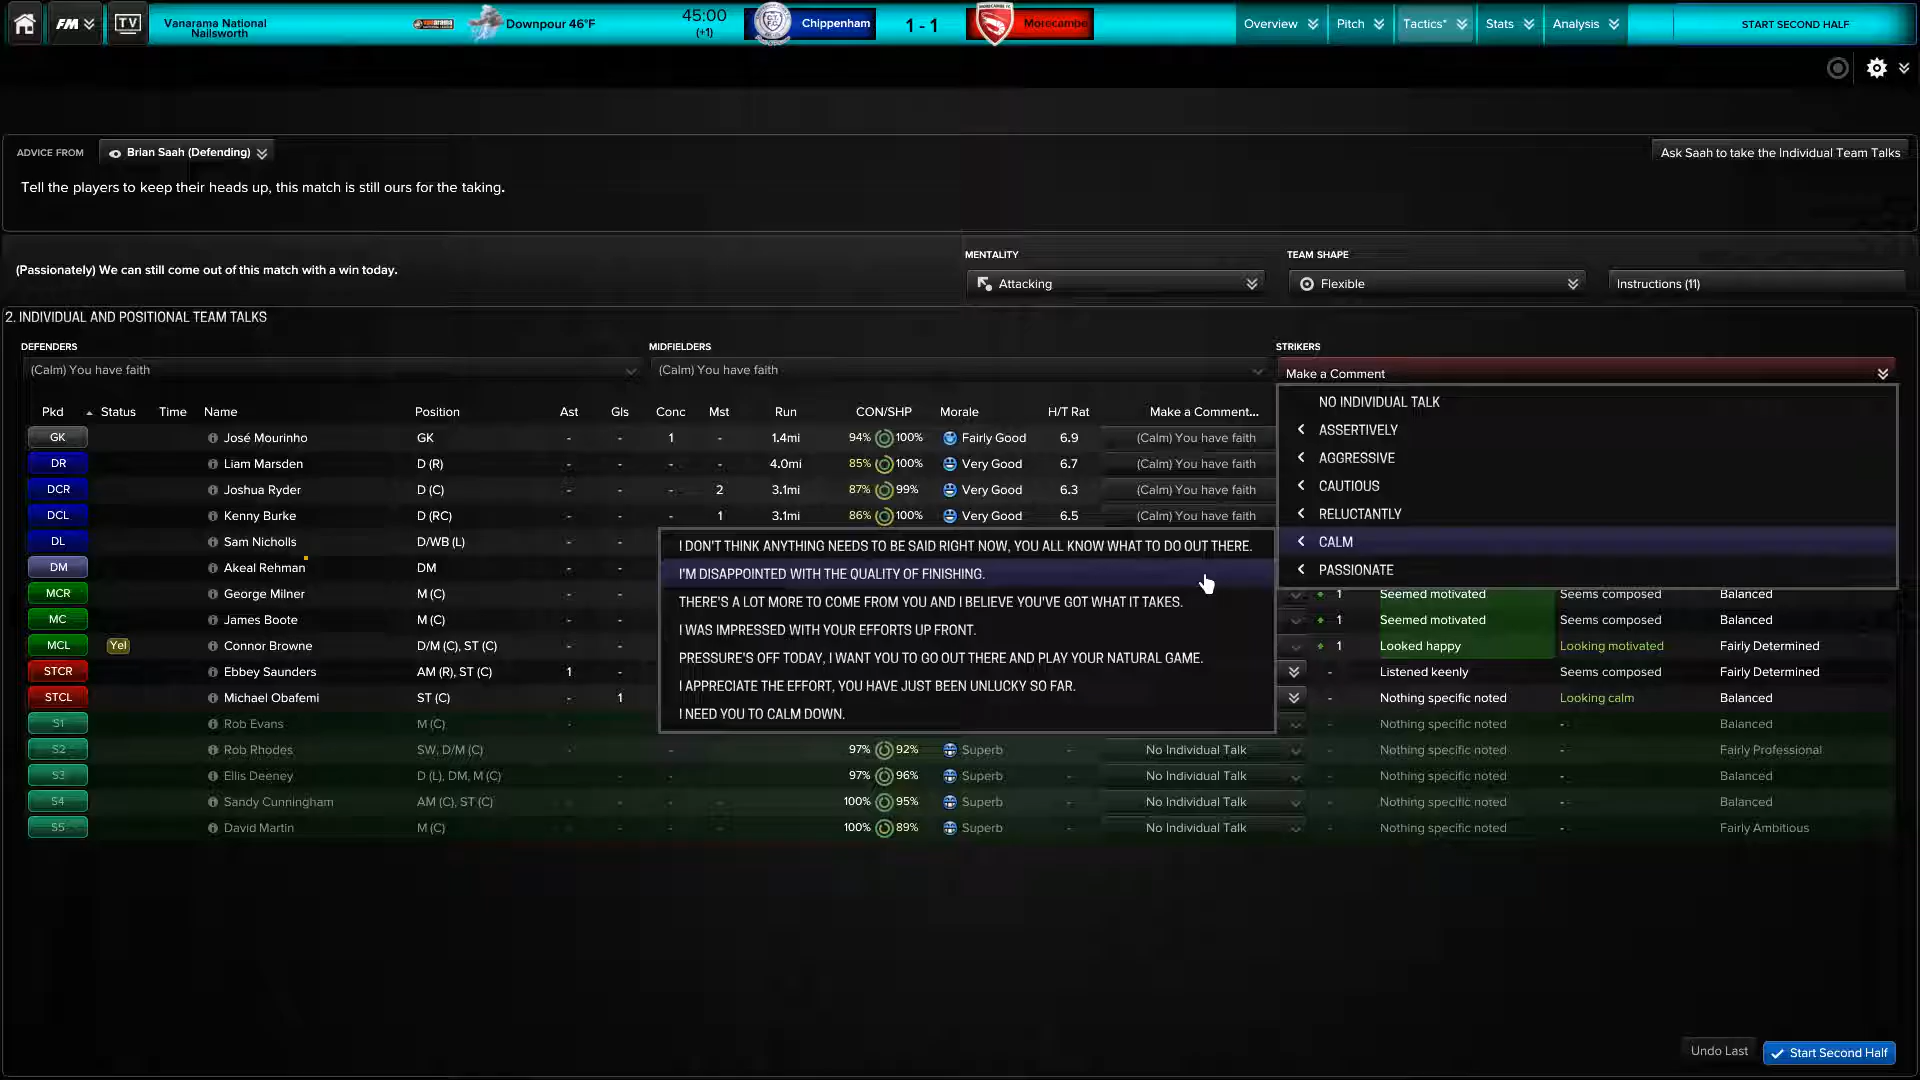 FM
TV
Vanarama National
Nailsworth
Downpour 46°F
45:00
(+1)
Chippenham
1 - 1
Morecambe
Overview
Pitch
Tactics*
Stats
Analysis
START SECOND HALF
ADVICE FROM
Brian Saah (Defending)
Ask Saah to take the Individual Team Talks
Tell the players to keep their heads up, this match is still ours for the taking.
(Passionately) We can still come out of this match with a win today.
MENTALITY
Attacking
TEAM SHAPE
Flexible
Instructions (11)
2. INDIVIDUAL AND POSITIONAL TEAM TALKS
DEFENDERS
(Calm) You have faith
MIDFIELDERS
(Calm) You have faith
STRIKERS
Make a Comment
NO INDIVIDUAL TALK
ASSERTIVELY
AGGRESSIVE
CAUTIOUS
RELUCTANTLY
CALM
PASSIONATE
I DON'T THINK ANYTHING NEEDS TO BE SAID RIGHT NOW, YOU ALL KNOW WHAT TO DO OUT THERE.
I'M DISAPPOINTED WITH THE QUALITY OF FINISHING.
THERE'S A LOT MORE TO COME FROM YOU AND I BELIEVE YOU'VE GOT WHAT IT TAKES.
I WAS IMPRESSED WITH YOUR EFFORTS UP FRONT.
PRESSURE'S OFF TODAY, I WANT YOU TO GO OUT THERE AND PLAY YOUR NATURAL GAME.
I APPRECIATE THE EFFORT, YOU HAVE JUST BEEN UNLUCKY SO FAR.
I NEED YOU TO CALM DOWN.
Pkd Status Time Name Position Ast Gls Conc Mst Run CON/SHP Morale H/T Rat Make a Comment...
GK José Mourinho GK - - 1 - 1.4mi 94% 100% Fairly Good 6.9 (Calm) You have faith
DR Liam Marsden D (R) - - - - 4.0mi 85% 100% Very Good 6.7 (Calm) You have faith
DCR Joshua Ryder D (C) - - - 2 3.1mi 87% 99% Very Good 6.3 (Calm) You have faith
DCL Kenny Burke D (RC) - - - 1 3.1mi 86% 100% Very Good 6.5 (Calm) You have faith
DL Sam Nicholls D/WB (L) - -
DM Akeal Rehman DM - -
MCR George Milner M (C) - - 1 Seemed motivated Seems composed Balanced
MC James Boote M (C) - - 1 Seemed motivated Seems composed Balanced
MCL Yel Connor Browne D/M (C), ST (C) - - 1 Looked happy Looking motivated Fairly Determined
STCR Ebbey Saunders AM (R), ST (C) 1 - - Listened keenly Seems composed Fairly Determined
STCL Michael Obafemi ST (C) - 1 - Nothing specific noted Looking calm Balanced
S1 Rob Evans M (C) - - - Nothing specific noted - Balanced
S2 Rob Rhodes SW, D/M (C) - - - - 97% 92% Superb - No Individual Talk - Nothing specific noted - Fairly Professional
S3 Ellis Deeney D (L), DM, M (C) - - - - 97% 96% Superb - No Individual Talk - Nothing specific noted - Balanced
S4 Sandy Cunningham AM (C), ST (C) - - - - 100% 95% Superb - No Individual Talk - Nothing specific noted - Balanced
S5 David Martin M (C) - - - - 100% 89% Superb - No Individual Talk - Nothing specific noted - Fairly Ambitious
Undo Last
Start Second Half